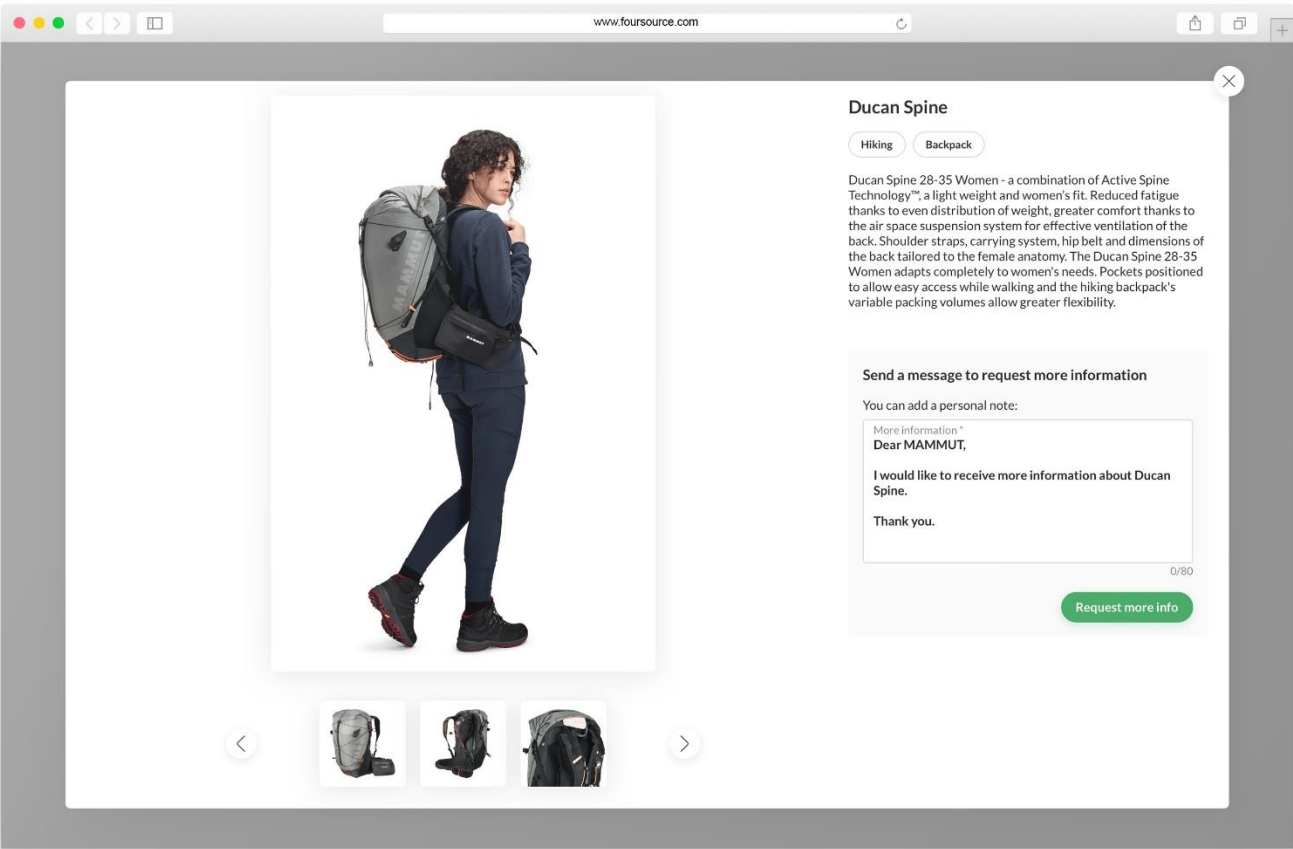 www.foursource.com
MAMMUT
MAMMUT
Ducan Spine
Hiking
Backpack
Ducan Spine 28-35 Women - a combination of Active Spine
Technology™, a light weight and women's fit. Reduced fatigue
thanks to even distribution of weight, greater comfort thanks to
the air space suspension system for effective ventilation of the
back. Shoulder straps, carrying system, hip belt and dimensions of
the back tailored to the female anatomy. The Ducan Spine 28-35
Women adapts completely to women's needs. Pockets positioned
to allow easy access while walking and the hiking backpack's
variable packing volumes allow greater flexibility.
Send a message to request more information
You can add a personal note:
More information *
Dear MAMMUT,
I would like to receive more information about Ducan
Spine.
Thank you.
0/80
Request more info